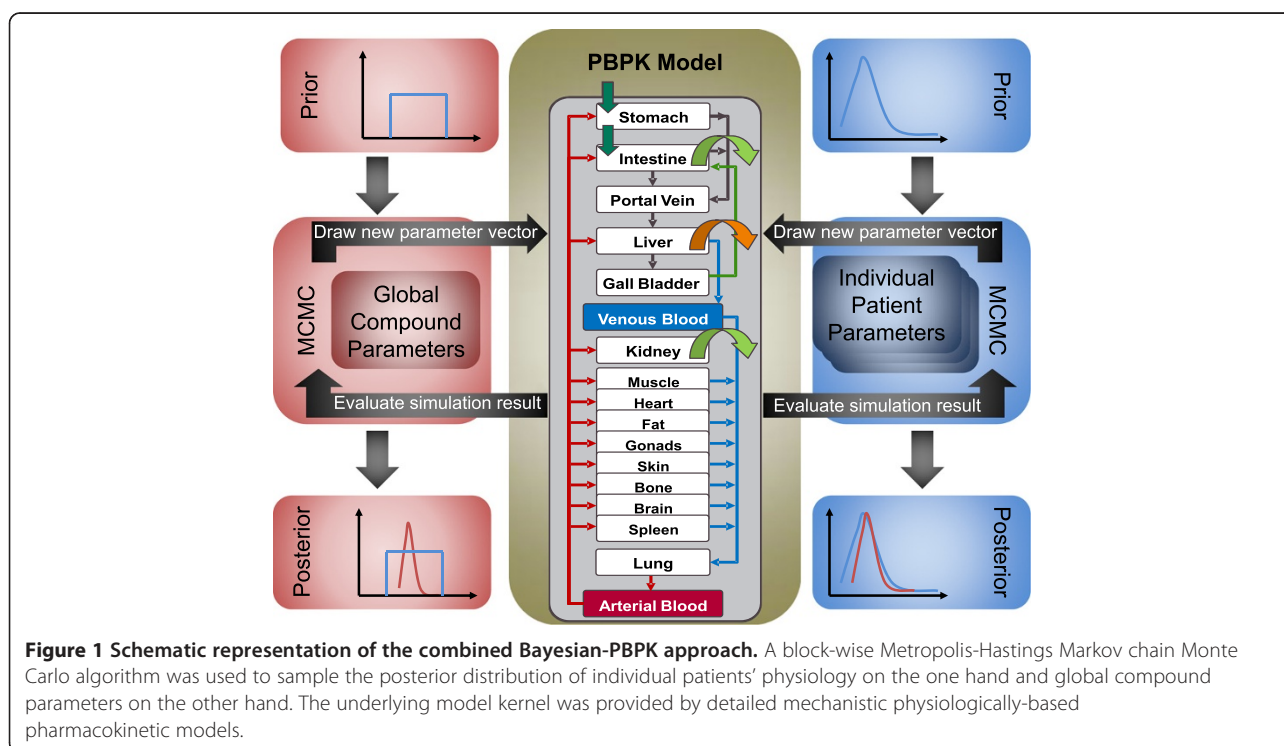 Prior
PBPK Model
Prior
Stomach
Intestine
Portal Vein
Draw new parameter vector
Draw new parameter vector
Liver
Gall Bladder
MCMC
Global
Compound
Parameters
Individual
Patient
Parameters
MCMC
Venous Blood
Kidney
Muscle
Evaluate simulation result
Heart
Evaluate simulation result
Fat
Gonads
Skin
Bone
Brain
Spleen
Posterior
Posterior
Lung
Arterial Blood
Figure 1 Schematic representation of the combined Bayesian-PBPK approach. A block-wise Metropolis-Hastings Markov chain Monte
Carlo algorithm was used to sample the posterior distribution of individual patients’ physiology on the one hand and global compound
parameters on the other hand. The underlying model kernel was provided by detailed mechanistic physiologically-based
pharmacokinetic models.